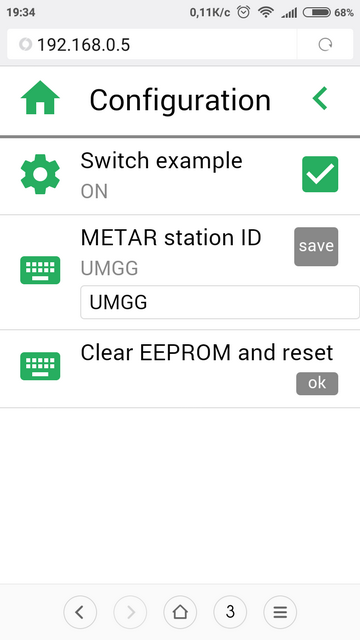 19:34 0,11K/c 68%
192.168.0.5
Configuration
Switch example
ON
METAR station ID
save
UMGG
UMGG
Clear EEPROM and reset
ok
3